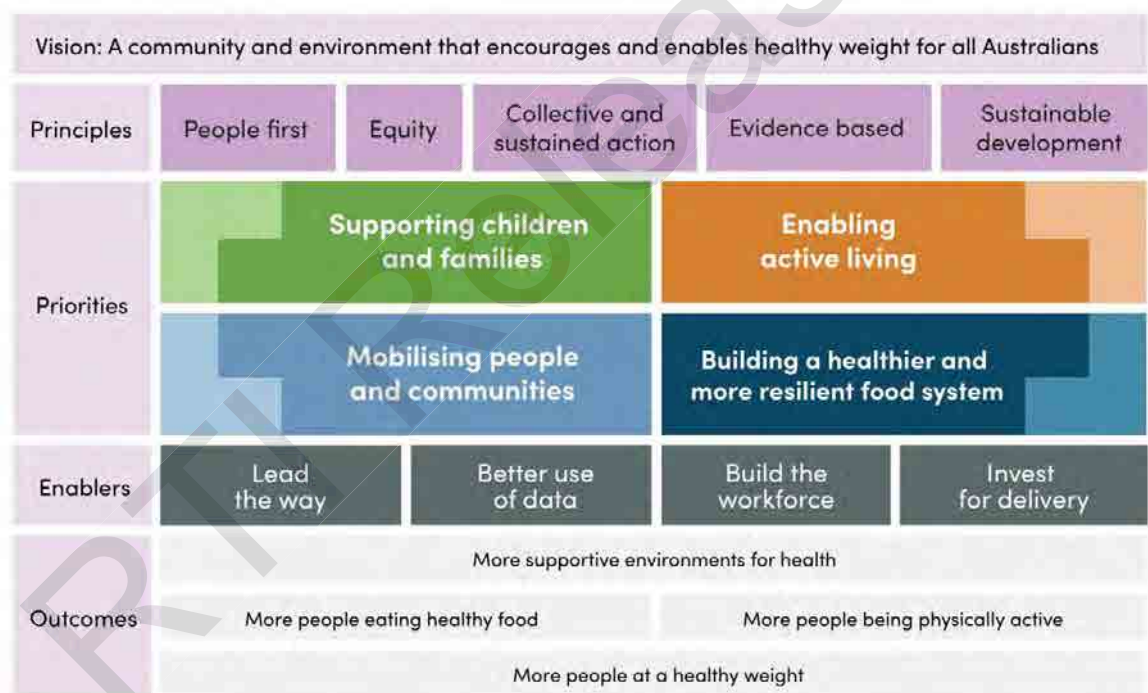 Vision: A community and environment that encourages and enables healthy weight for all Australians
Principles
People first
Equity
Collective and
sustained action
Evidence based
Sustainable
development
Priorities
Supporting children
and families
Enabling
active living
Mobilising people
and communities
Building a healthier and
more resilient food system
Enablers
Lead
the way
Better use
of data
Build the
workforce
Invest
for delivery
Outcomes
More supportive environments for health
More people eating healthy food
More people being physically active
More people at a healthy weight
RTI Releas